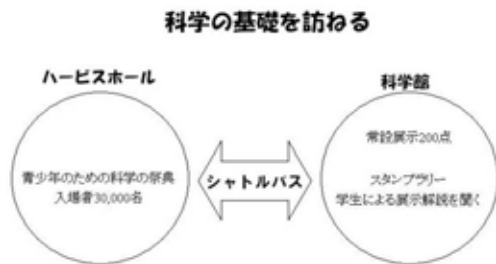 科学の基礎を訪ねる
ハービスホール
科学館
青少年のための科学の祭典
入場者30,000名
シャトルバス
常設展示200点
スタンプラリー
学生による展示解説を聞く